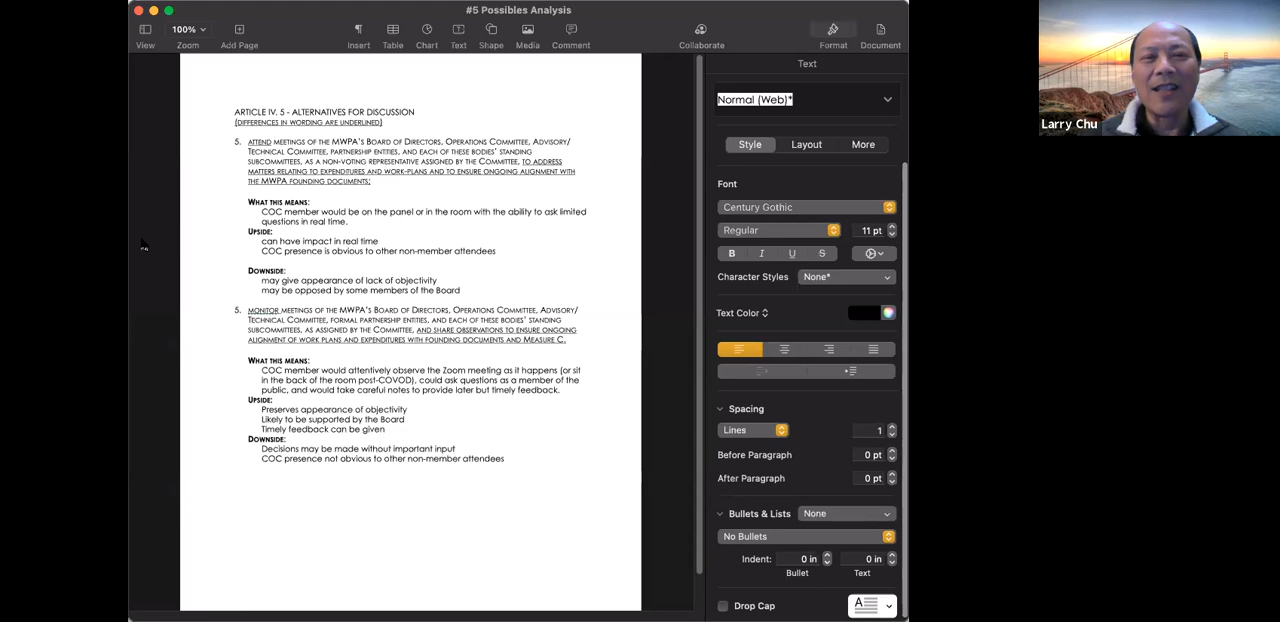 #5 Possibles Analysis
100%
View Zoom Add Page Insert Table Chart Text Shape Media Comment Collaborate Format Document
ARTICLE IV. 5 - ALTERNATIVES FOR DISCUSSION
(DIFFERENCES IN WORDING ARE UNDERLINED)
5. ATTEND MEETINGS OF THE MWPA'S BOARD OF DIRECTORS, OPERATIONS COMMITTEE, ADVISORY/
TECHNICAL COMMITTEE, PARTNERSHIP ENTITIES, AND EACH OF THESE BODIES' STANDING
SUBCOMMITTEES, AS A NON-VOTING REPRESENTATIVE ASSIGNED BY THE COMMITTEE, TO ADDRESS
MATTERS RELATING TO EXPENDITURES AND WORK-PLANS AND TO ENSURE ONGOING ALIGNMENT WITH
THE MWPA FOUNDING DOCUMENTS;
WHAT THIS MEANS:
COC member would be on the panel or in the room with the ability to ask limited
questions in real time.
UPSIDE:
can have impact in real time
COC presence is obvious to other non-member attendees
DOWNSIDE:
may give appearance of lack of objectivity
may be opposed by some members of the Board
5. MONITOR MEETINGS OF THE MWPA'S BOARD OF DIRECTORS, OPERATIONS COMMITTEE, ADVISORY/
TECHNICAL COMMITTEE, FORMAL PARTNERSHIP ENTITIES, AND EACH OF THESE BODIES' STANDING
SUBCOMMITTEES, AS ASSIGNED BY THE COMMITTEE, AND SHARE OBSERVATIONS TO ENSURE ONGOING
ALIGNMENT OF WORK PLANS AND EXPENDITURES WITH FOUNDING DOCUMENTS AND MEASURE C.
WHAT THIS MEANS:
COC member would attentively observe the Zoom meeting as it happens (or sit
in the back of the room post-COVOD), could ask questions as a member of the
public, and would take careful notes to provide later but timely feedback.
UPSIDE:
Preserves appearance of objectivity
Likely to be supported by the Board
Timely feedback can be given
DOWNSIDE:
Decisions may be made without important input
COC presence not obvious to other non-member attendees
Text
Normal (Web)*
Style Layout More
Font
Century Gothic
Regular 11 pt
B I U S
Character Styles None*
Text Color
Spacing
Lines 1
Before Paragraph 0 pt
After Paragraph 0 pt
Bullets & Lists None
No Bullets
Indent: 0 in 0 in
Bullet Text
Drop Cap A
Larry Chu